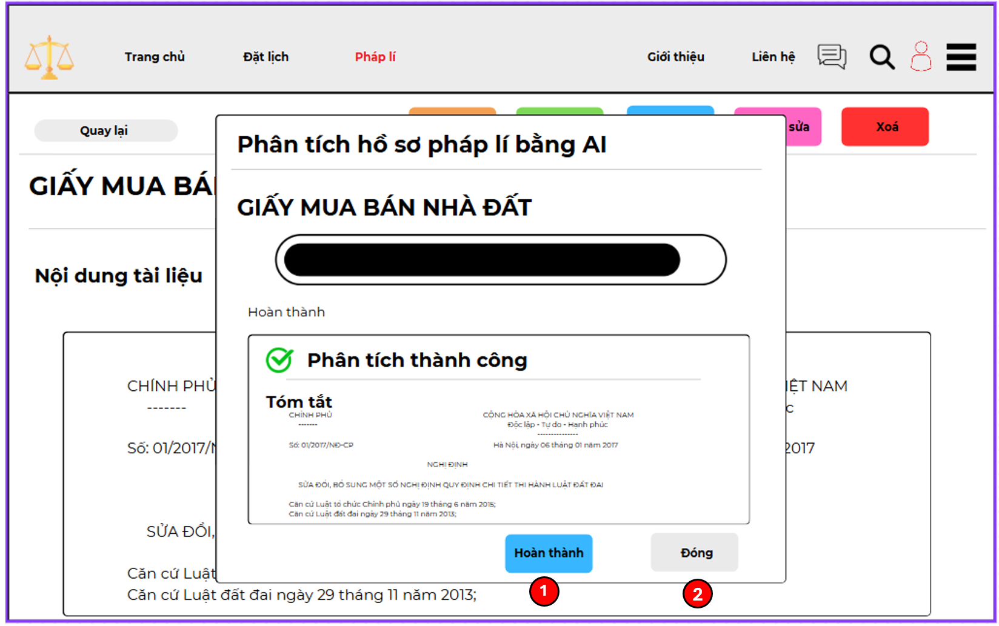 Trang chủ
Đặt lịch
Pháp lí
Giới thiệu
Liên hệ
Quay lại
sửa
Xoá
GIẤY MUA BÁ
Nội dung tài liệu
CHÍNH PHỦ
-------
IỆT NAM
c
Số: 01/2017/N
2017
SỬA ĐỔI,
Căn cứ Luật
Căn cứ Luật đất đai ngày 29 tháng 11 năm 2013;
Phân tích hồ sơ pháp lí bằng AI
GIẤY MUA BÁN NHÀ ĐẤT
Hoàn thành
Phân tích thành công
Tóm tắt
CHÍNH PHỦ
-------
CỘNG HÒA XÃ HỘI CHỦ NGHĨA VIỆT NAM
Độc lập - Tự do - Hạnh phúc
---------------
Số: 01/2017/NĐ-CP
Hà Nội, ngày 06 tháng 01 năm 2017
NGHỊ ĐỊNH
SỬA ĐỔI, BỔ SUNG MỘT SỐ NGHỊ ĐỊNH QUY ĐỊNH CHI TIẾT THI HÀNH LUẬT ĐẤT ĐAI
Căn cứ Luật tổ chức Chính phủ ngày 19 tháng 6 năm 2015;
Căn cứ Luật đất đai ngày 29 tháng 11 năm 2013;
Hoàn thành
Đóng
1
2